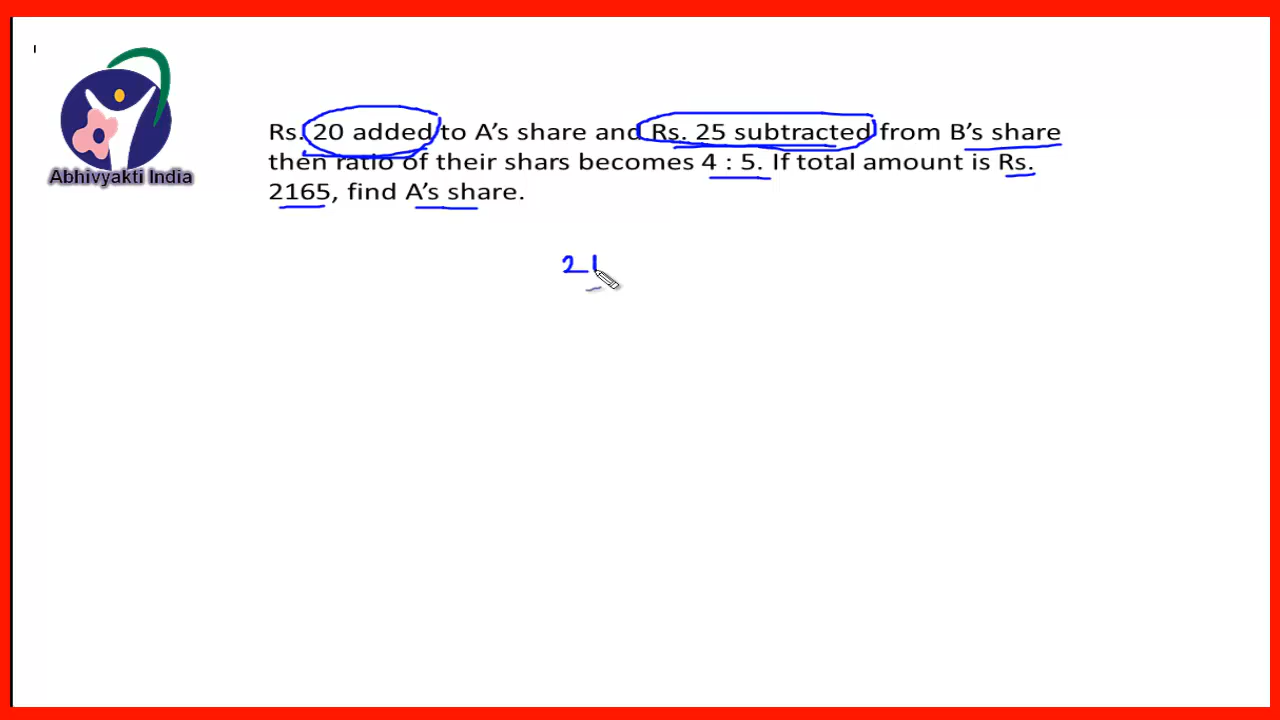 Abhivyakti India
Rs. 20 added to A's share and Rs. 25 subtracted from B's share
then ratio of their shars becomes 4 : 5. If total amount is Rs.
2165, find A's share.
21